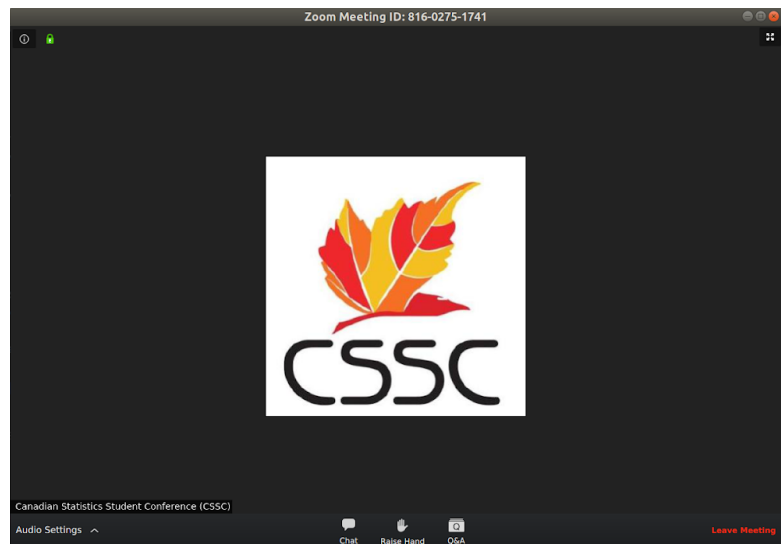 Zoom Meeting ID: 816-0275-1741
CSSC
Canadian Statistics Student Conference (CSSC)
Audio Settings
Chat
Raise Hand
Q&A
Leave Meeting